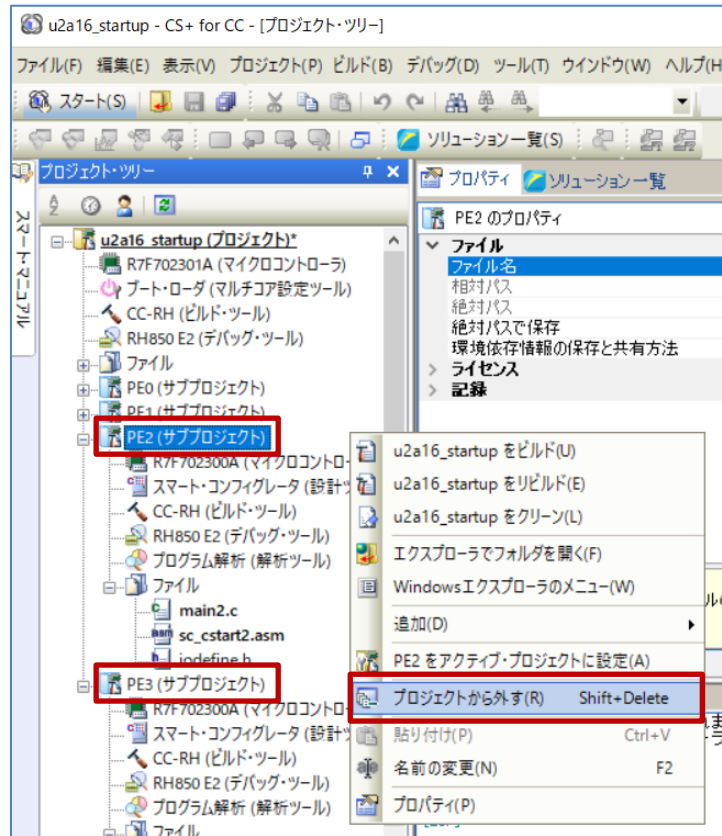 u2a16_startup - CS+ for CC - [プロジェクト・ツリー]
ファイル(F) 編集(E) 表示(V) プロジェクト(P) ビルド(B) デバッグ(D) ツール(T) ウインドウ(W) ヘルプ(H
スタート(S)
ソリューション一覧(S)
スマート・マニュアル
プロジェクト・ツリー
u2a16_startup (プロジェクト)*
R7F702301A (マイクロコントローラ)
ブート・ローダ (マルチコア設定ツール)
CC-RH (ビルド・ツール)
RH850 E2 (デバッグ・ツール)
ファイル
PE0 (サブプロジェクト)
PE1 (サブプロジェクト)
PE2 (サブプロジェクト)
R7F702300A (マイクロコントロー
スマート・コンフィグレータ (設計ツ
CC-RH (ビルド・ツール)
RH850 E2 (デバッグ・ツール)
プログラム解析 (解析ツール)
ファイル
main2.c
sc_cstart2.asm
iodefine.h
PE3 (サブプロジェクト)
R7F702300A (マイクロコントロー
スマート・コンフィグレータ (設計ツ
CC-RH (ビルド・ツール)
RH850 E2 (デバッグ・ツール)
プログラム解析 (解析ツール)
ファイル
プロパティ ソリューション一覧
PE2 のプロパティ
ファイル
ファイル名
相対パス
絶対パス
絶対パスで保存
環境依存情報の保存と共有方法
ライセンス
記録
u2a16_startup をビルド(U)
u2a16_startup をリビルド(E)
u2a16_startup をクリーン(L)
エクスプローラでフォルダを開く(F)
Windowsエクスプローラのメニュー(W)
追加(D)
PE2 をアクティブ・プロジェクトに設定(A)
プロジェクトから外す(R) Shift+Delete
貼り付け(P) Ctrl+V
名前の変更(N) F2
プロパティ(P)